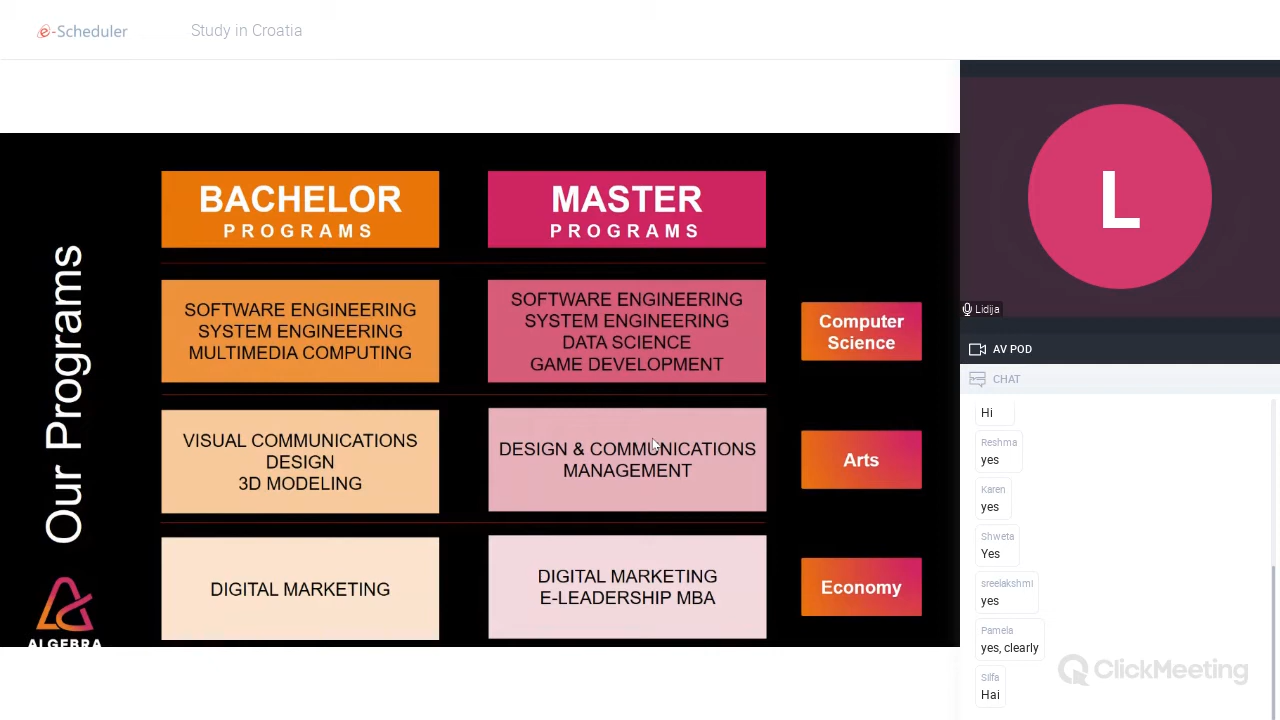 e-Scheduler
Study in Croatia
Our Programs
ALGEBRA
BACHELOR
PROGRAMS
MASTER
PROGRAMS
SOFTWARE ENGINEERING
SYSTEM ENGINEERING
MULTIMEDIA COMPUTING
SOFTWARE ENGINEERING
SYSTEM ENGINEERING
DATA SCIENCE
GAME DEVELOPMENT
Computer
Science
VISUAL COMMUNICATIONS
DESIGN
3D MODELING
DESIGN & COMMUNICATIONS
MANAGEMENT
Arts
DIGITAL MARKETING
DIGITAL MARKETING
E-LEADERSHIP MBA
Economy
L
Lidija
AV POD
CHAT
Hi
Reshma
yes
Karen
yes
Shweta
Yes
sreelakshmi
yes
Pamela
yes, clearly
Silfa
Hai
ClickMeeting